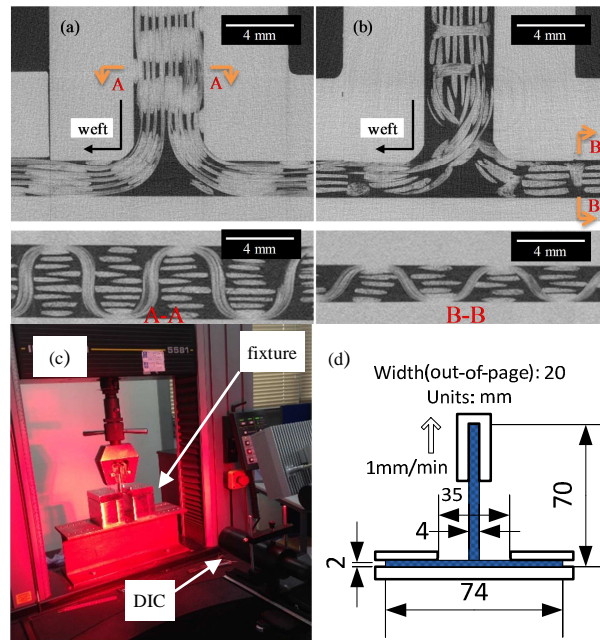 (a)
4 mm
A
A
weft
(b)
4 mm
weft
B
B
4 mm
A-A
4 mm
B-B
(c)
5581
fixture
DIC
(d)
Width(out-of-page): 20
Units: mm
1mm/min
35
4
70
2
74